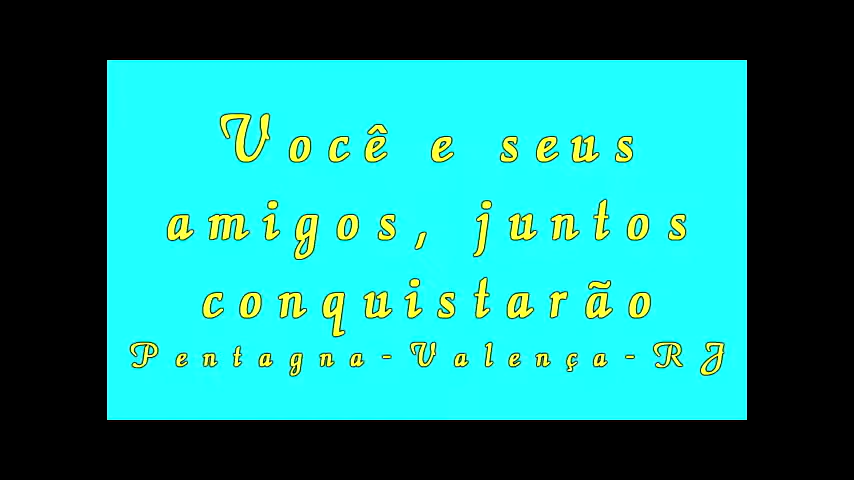 Você e seus
amigos, juntos
conquistarão
Pentagna-Valença-RJ